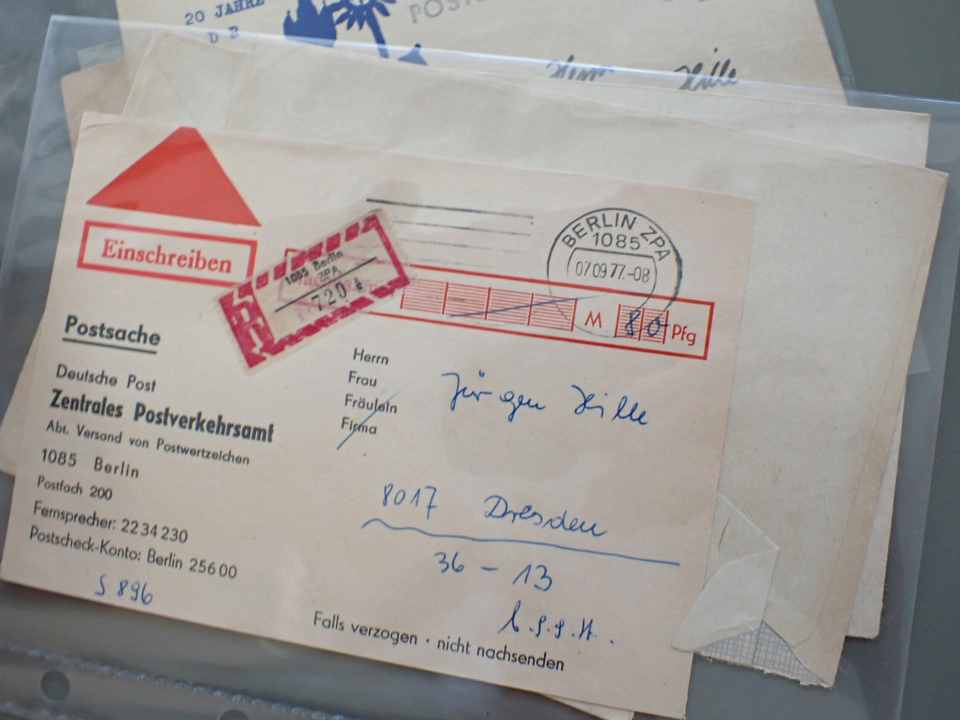 20 JAHRE
Hille
Einschreiben
1085 Berlin
ZPA
720
BERLIN ZPA
1085
07.09.77.-08
M 80 Pfg
Postsache
Deutsche Post
Zentrales Postverkehrsamt
Abt. Versand von Postwertzeichen
1085 Berlin
Postfach 200
Fernsprecher: 22 34 230
Postscheck-Konto: Berlin 256 00
S 896
Herrn
Frau
Fräulein
Firma
Jürgen Hille
8017 Dresden
36 - 13
Falls verzogen · nicht nachsenden